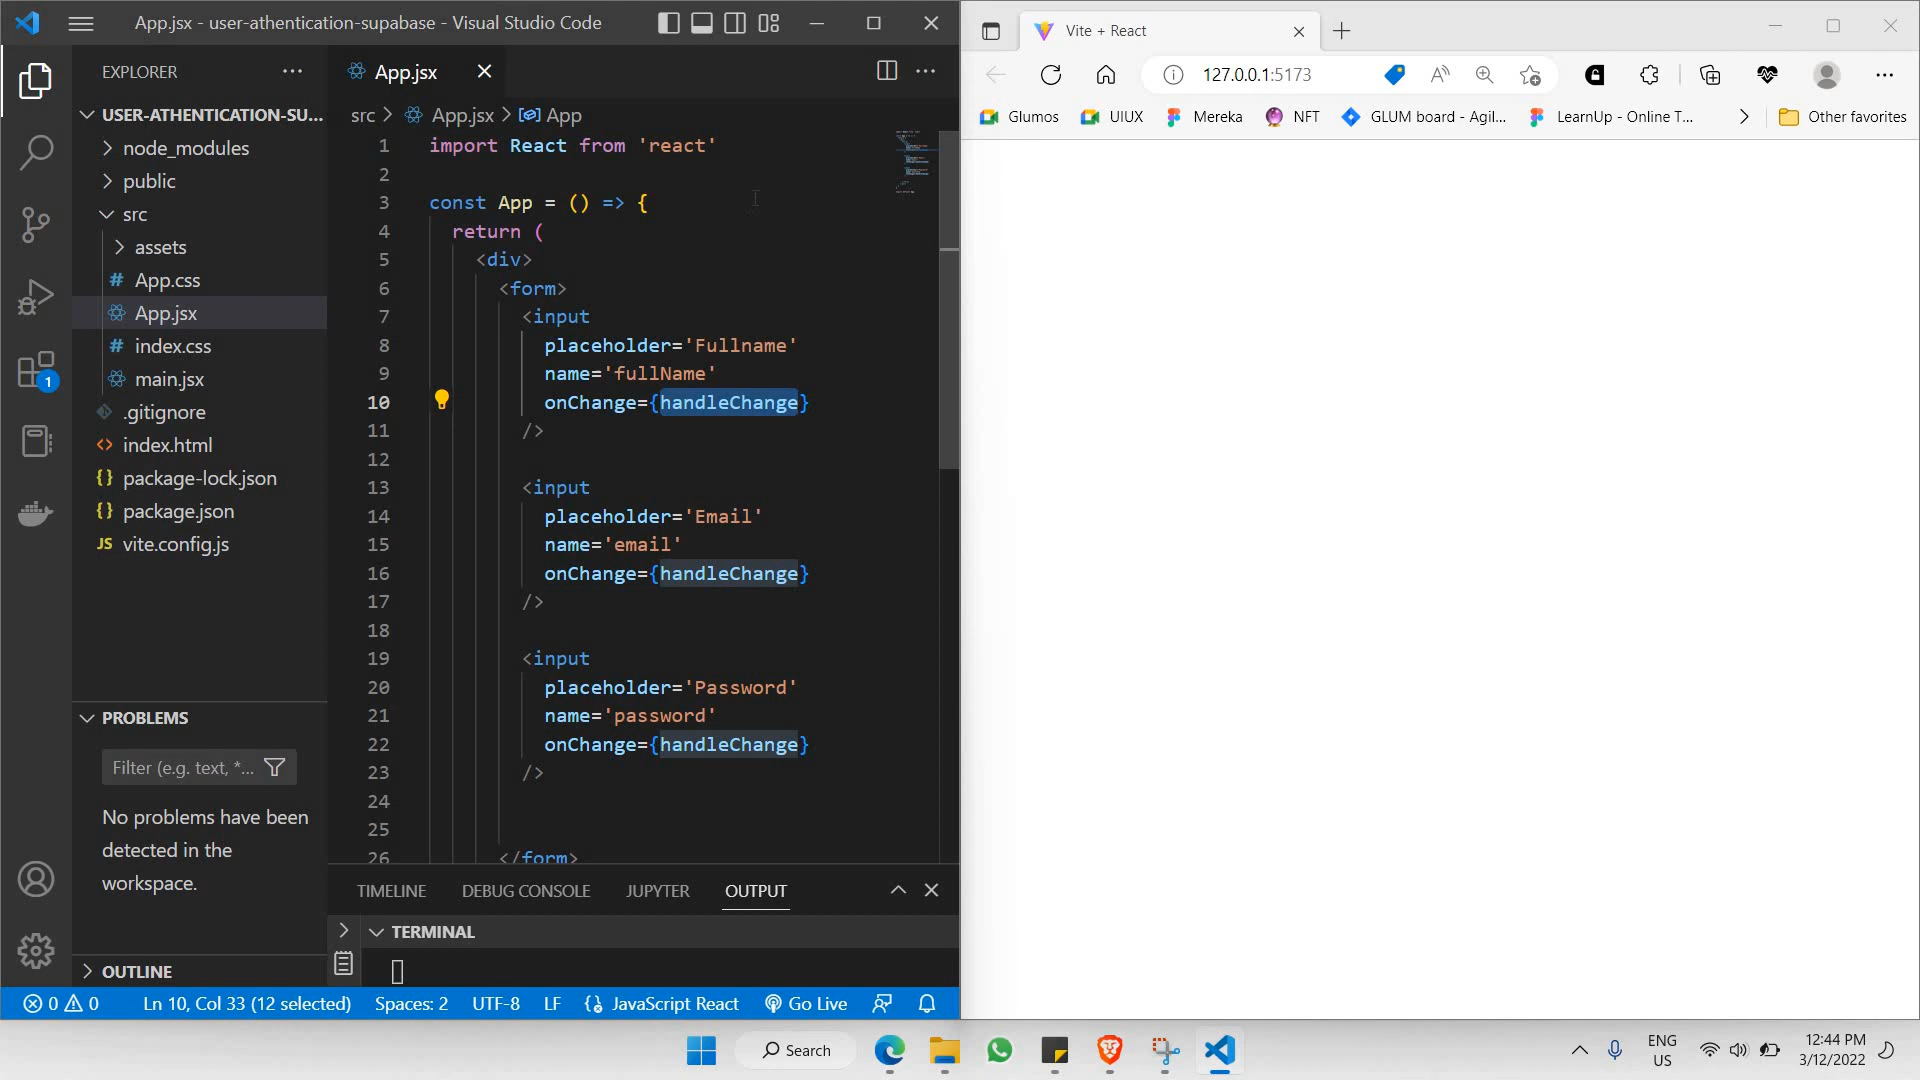 App.jsx - user-athentication-supabase - Visual Studio Code
EXPLORER
USER-ATHENTICATION-SU...
node_modules
public
src
assets
# App.css
App.jsx
# index.css
main.jsx
.gitignore
<> index.html
{} package-lock.json
{} package.json
JS vite.config.js
1
PROBLEMS
Filter (e.g. text, *...
No problems have been
detected in the
workspace.
OUTLINE
App.jsx
src > App.jsx > App
1 import React from 'react'
2
3 const App = () => {
4 return (
5 <div>
6 <form>
7 <input
8 placeholder='Fullname'
9 name='fullName'
10 onChange={handleChange}
11 />
12
13 <input
14 placeholder='Email'
15 name='email'
16 onChange={handleChange}
17 />
18
19 <input
20 placeholder='Password'
21 name='password'
22 onChange={handleChange}
23 />
24
25
26 </form>
TIMELINE DEBUG CONSOLE JUPYTER OUTPUT
TERMINAL
0 0 Ln 10, Col 33 (12 selected) Spaces: 2 UTF-8 LF {} JavaScript React Go Live
Vite + React
127.0.0.1:5173
Glumos UIUX Mereka NFT GLUM board - Agil... LearnUp - Online T... Other favorites
Search
ENG
US
12:44 PM
3/12/2022